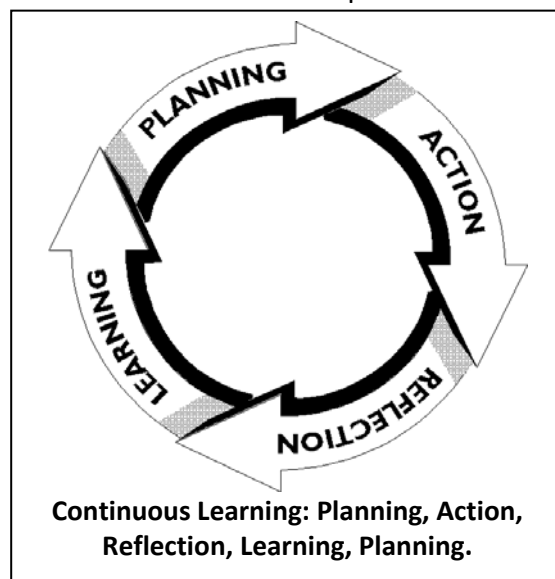 PLANNING
ACTION
REFLECTION
LEARNING
Continuous Learning: Planning, Action,
Reflection, Learning, Planning.